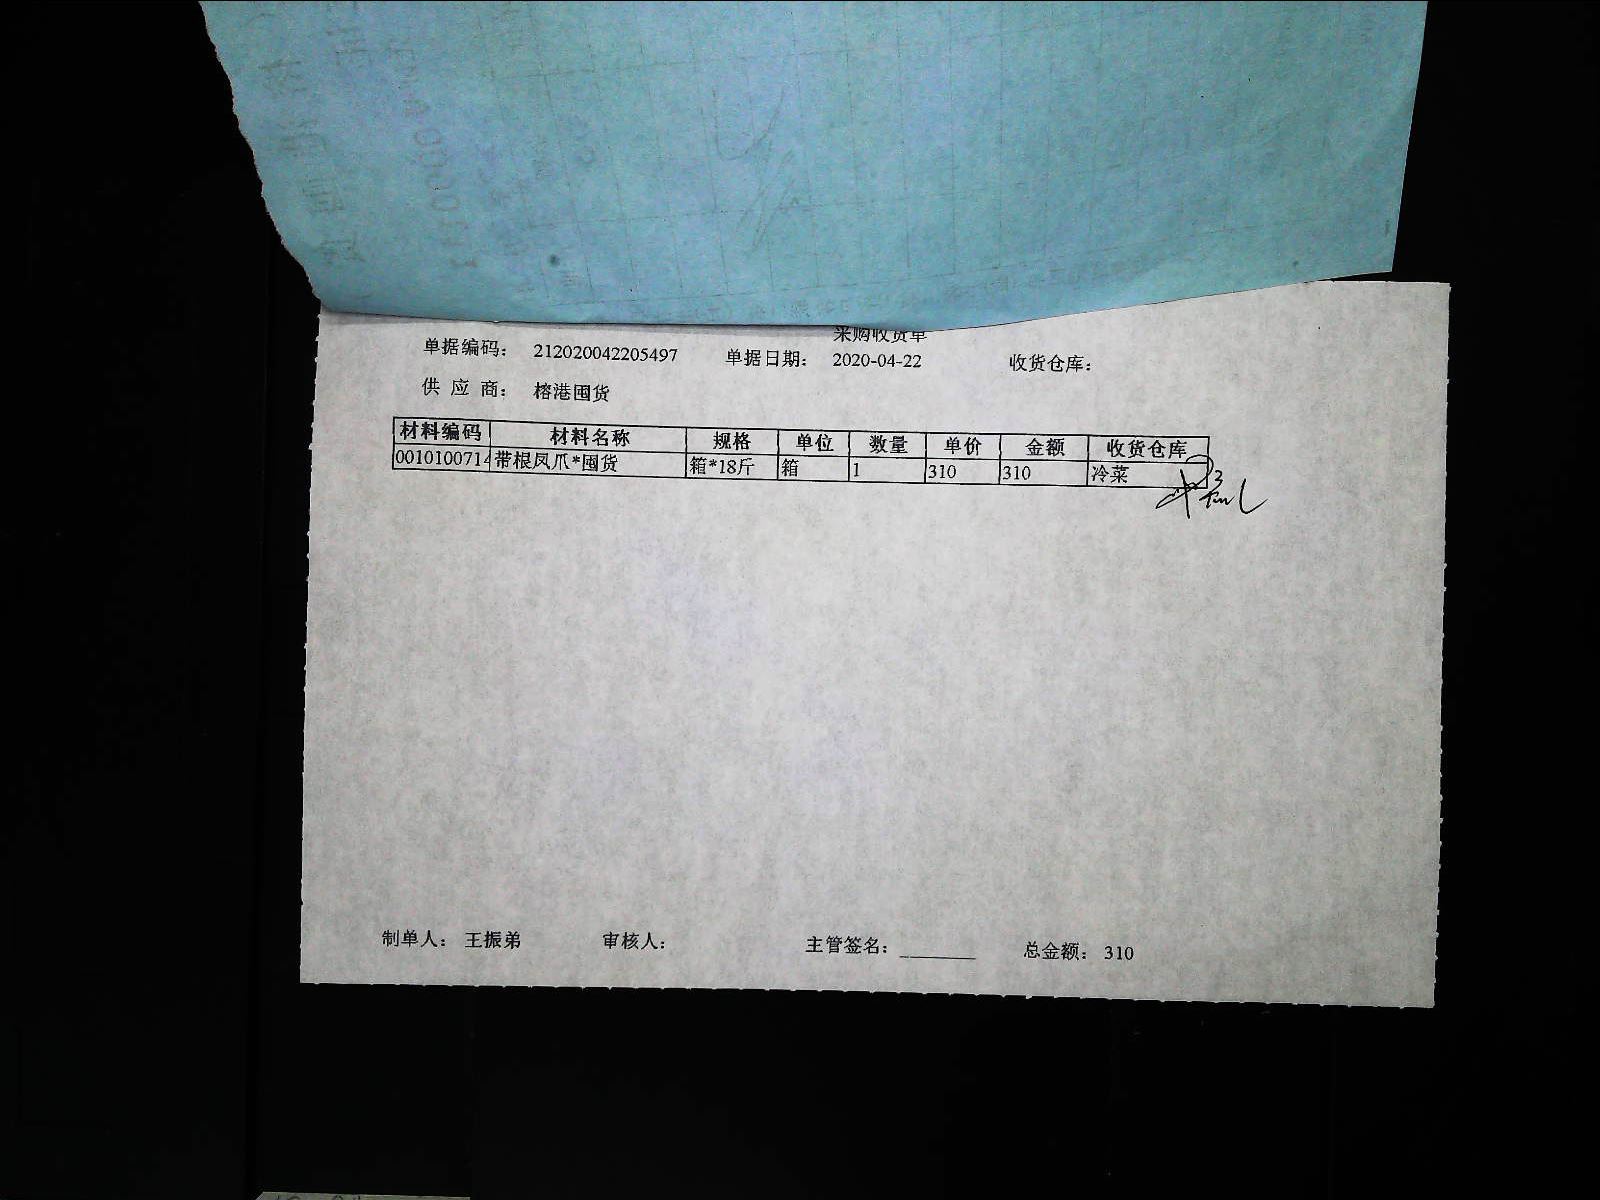 采购收货单
单据编码： 212020042205497 单据日期： 2020-04-22 收货仓库：
供 应 商： 榕港囤货
材料编码 材料名称 规格 单位 数量 单价 金额 收货仓库
0010100714 带根凤爪*囤货 箱*18斤 箱 1 310 310 冷菜
制单人： 王振弟 审核人： 主管签名： 总金额： 310